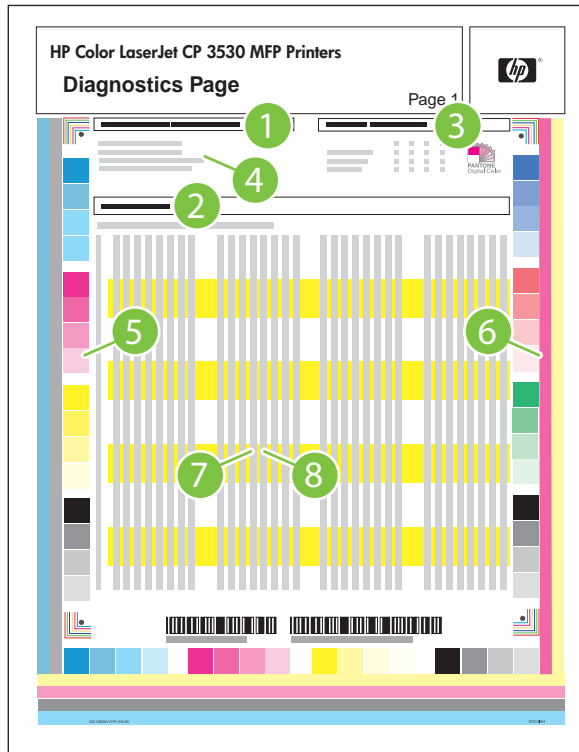 HP Color LaserJet CP 3530 MFP Printers
Diagnostics Page
Page 1
hp
1
3
4
PANTONE
Digital Color
2
5
6
7
8